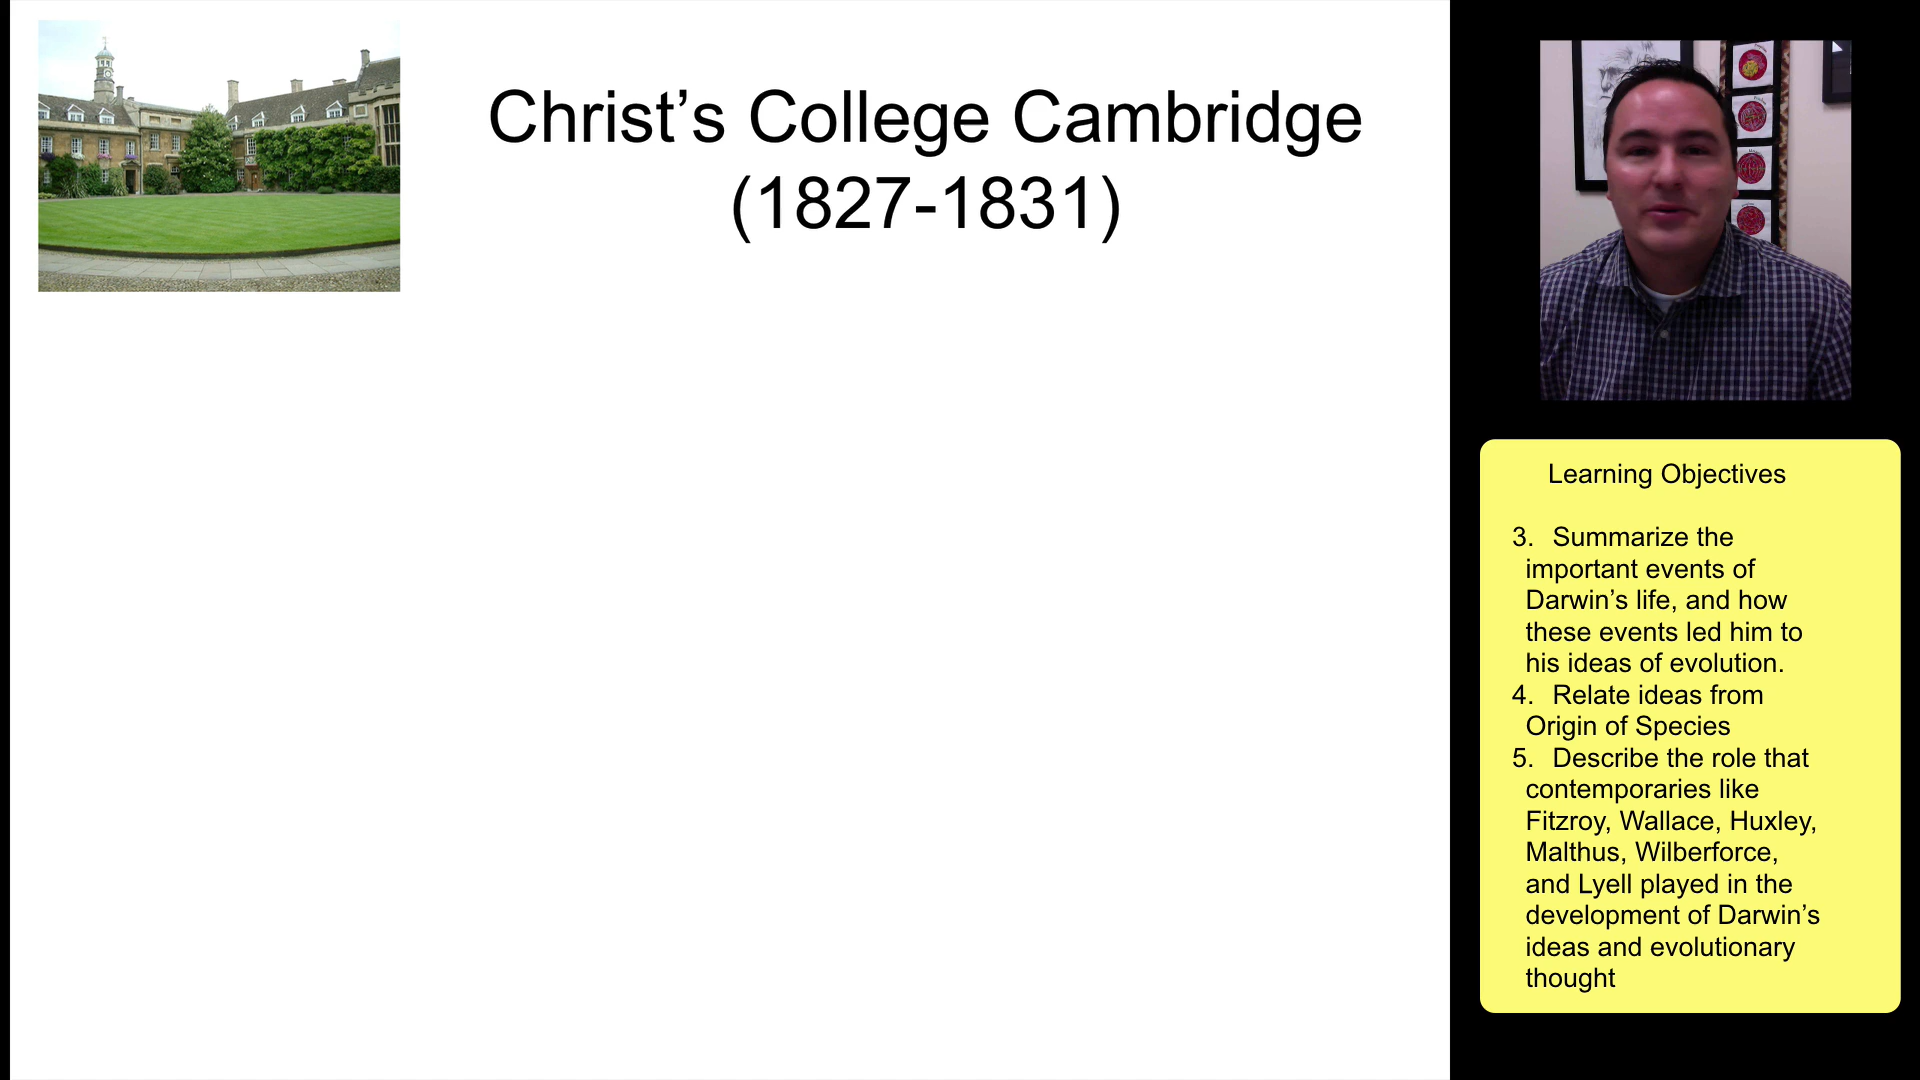 Christ’s College Cambridge
(1827-1831)
Learning Objectives
3. Summarize the
important events of
Darwin’s life, and how
these events led him to
his ideas of evolution.
4. Relate ideas from
Origin of Species
5. Describe the role that
contemporaries like
Fitzroy, Wallace, Huxley,
Malthus, Wilberforce,
and Lyell played in the
development of Darwin’s
ideas and evolutionary
thought